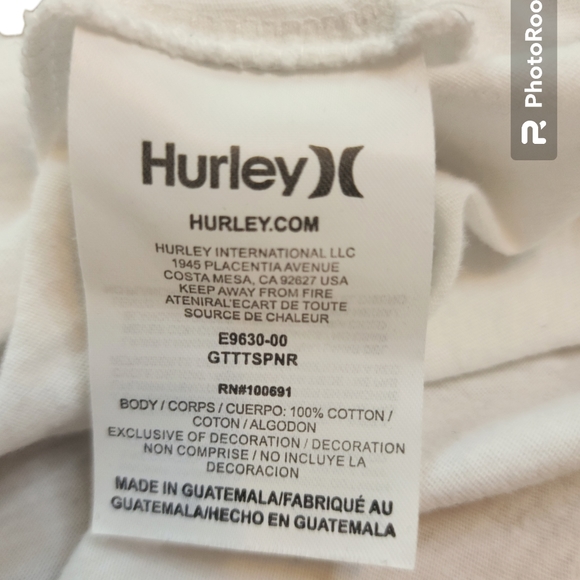 Hurley
HURLEY.COM
HURLEY INTERNATIONAL LLC
1945 PLACENTIA AVENUE
COSTA MESA, CA 92627 USA
KEEP AWAY FROM FIRE
ATENIRAL'ECART DE TOUTE
SOURCE DE CHALEUR
E9630-00
GTTTSPNR
RN#100691
BODY / CORPS / CUERPO: 100% COTTON /
COTON / ALGODON
EXCLUSIVE OF DECORATION / DECORATION
NON COMPRISE / NO INCLUYE LA
DECORACION
MADE IN GUATEMALA/FABRIQUÉ AU
GUATEMALA/HECHO EN GUATEMALA
PhotoRoo